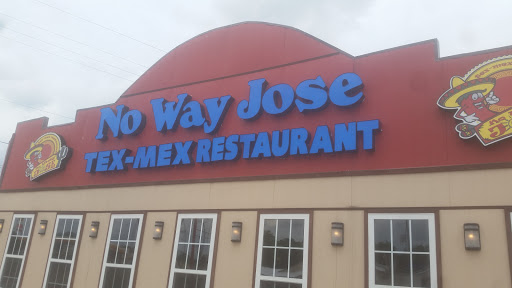 No Way Jose
TEX-MEX RESTAURANT